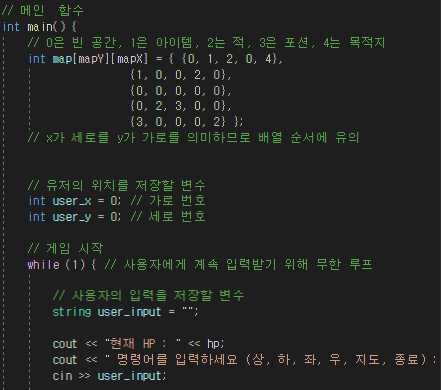 // 메인  함수
int main() {
// 0은 빈 공간, 1은 아이템, 2는 적, 3은 포션, 4는 목적지
int map[mapY][mapX] = { {0, 1, 2, 0, 4},
{1, 0, 0, 2, 0},
{0, 0, 0, 0, 0},
{0, 2, 3, 0, 0},
{3, 0, 0, 0, 2} };
// x가 세로를 y가 가로를 의미하므로 배열 순서에 유의
// 유저의 위치를 저장할 변수
int user_x = 0; // 가로 번호
int user_y = 0; // 세로 번호
// 게임 시작
while (1) { // 사용자에게 계속 입력받기 위해 무한 루프
// 사용자의 입력을 저장할 변수
string user_input = "";
cout << "현재 HP : " << hp;
cout << " 명령어를 입력하세요 (상, 하, 좌, 우, 지도, 종료) :
cin >> user_input;